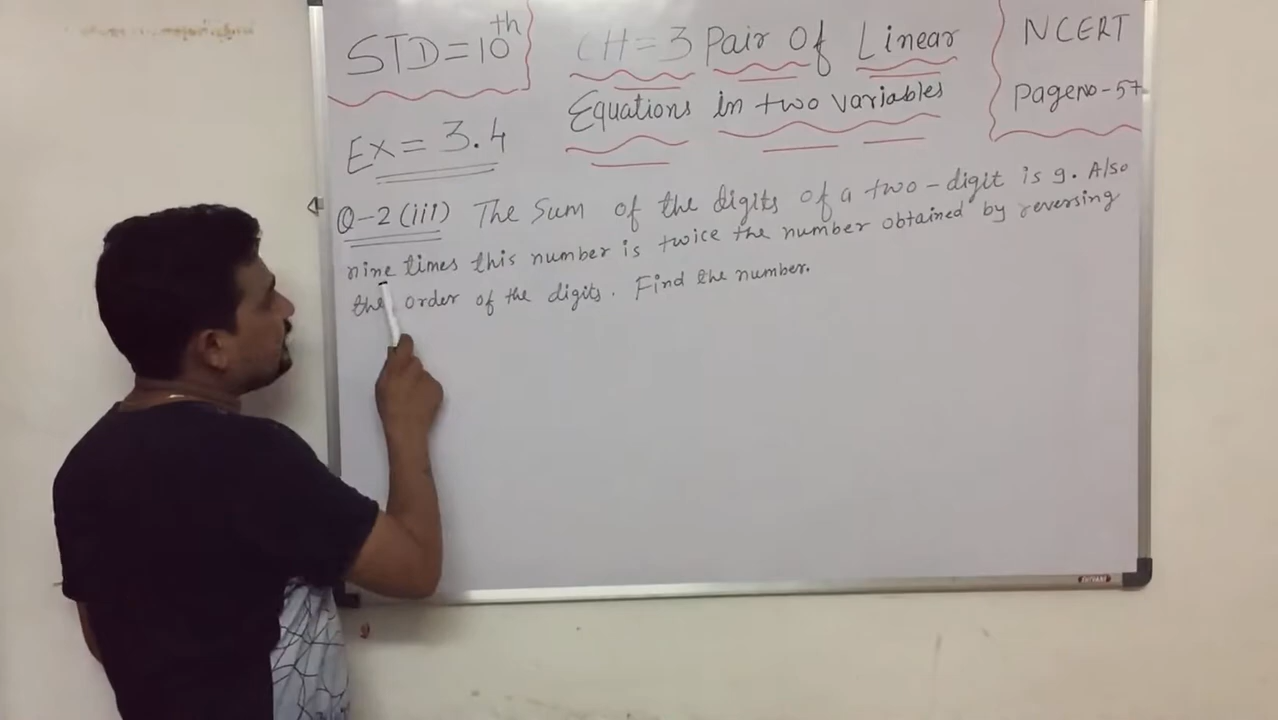 STD = 10th
CH = 3 Pair Of Linear
Equations in two variables
NCERT
Page no - 57
Ex = 3.4
Q-2(iii) The Sum of the digits of a two-digit is 9. Also
nine times this number is twice the number obtained by reversing
the order of the digits. Find the number.